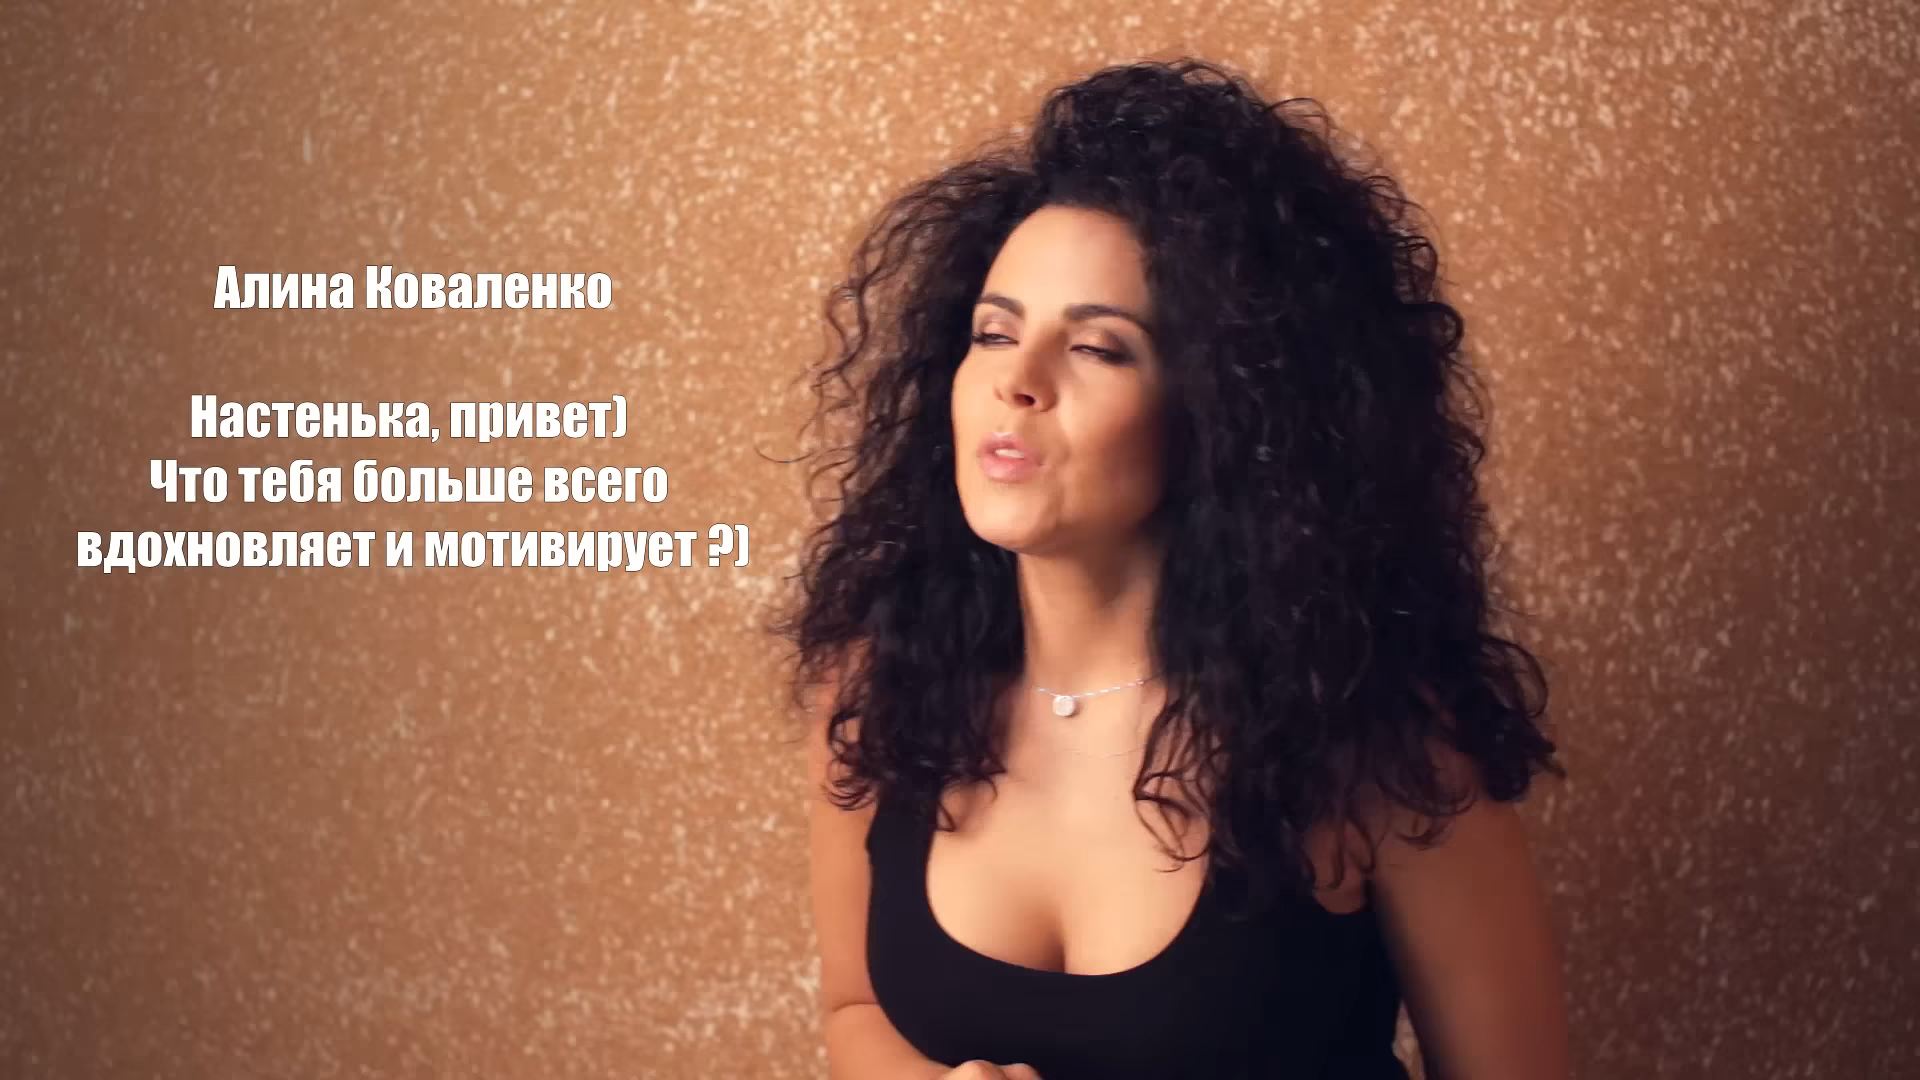 Алина Коваленко
Настенька, привет)
Что тебя больше всего
вдохновляет и мотивирует ?)